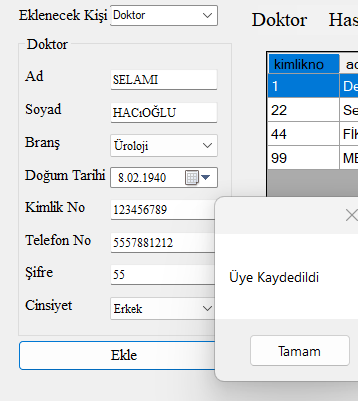 Eklenecek Kişi Doktor
Doktor
Ad SELAMI
Soyad HACıOĞLU
Branş Üroloji
Doğum Tarihi 8.02.1940
Kimlik No 123456789
Telefon No 5557881212
Şifre 55
Cinsiyet Erkek
Ekle
Doktor Has
kimlikno ac
1 De
22 Se
44 FİK
99 ME
Üye Kaydedildi
Tamam